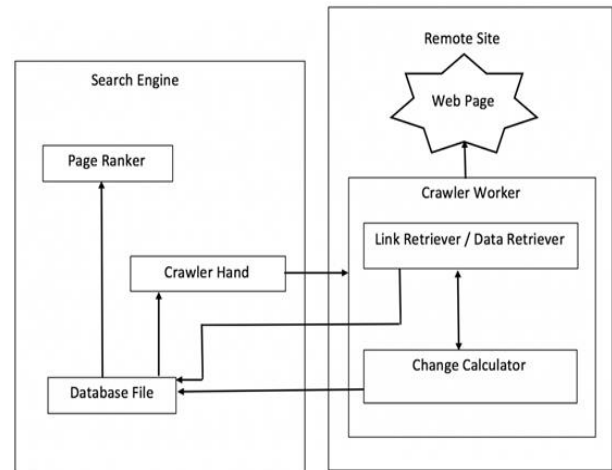 Remote Site
Web Page
Search Engine
Page Ranker
Crawler Hand
Database File
Crawler Worker
Link Retriever / Data Retriever
Change Calculator